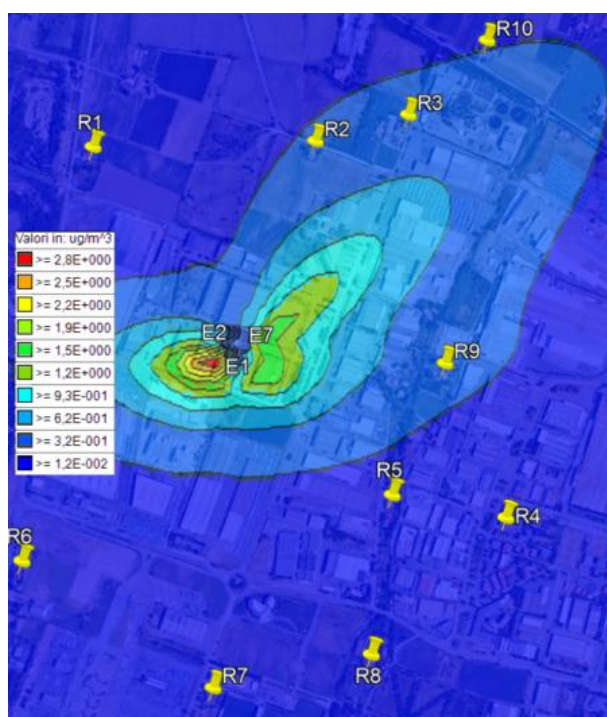 R10
R3
R2
R1
Valori in: ug/m^3
>= 2,8E+000
>= 2,5E+000
>= 2,2E+000
>= 1,9E+000
>= 1,5E+000
>= 1,2E+000
>= 9,3E-001
>= 6,2E-001
>= 3,2E-001
>= 1,2E-002
E2
E7
E1
R9
R5
R4
R6
R8
R7